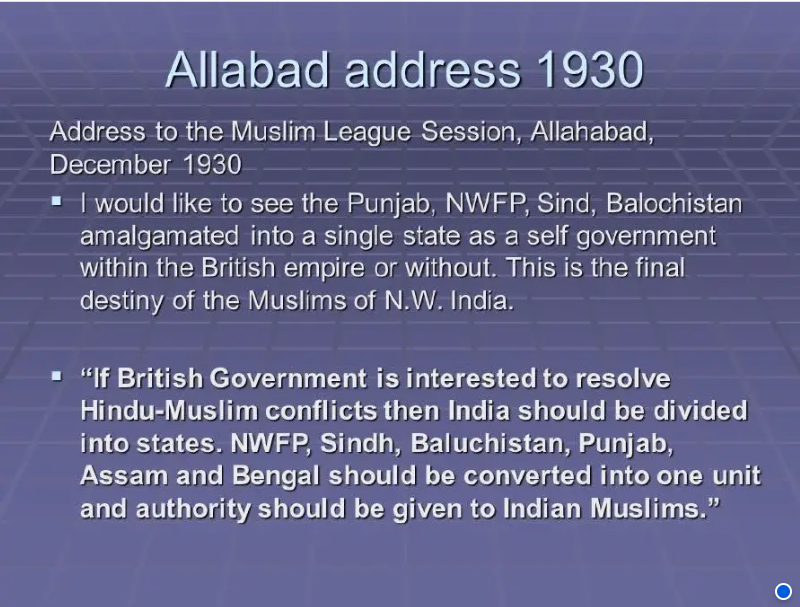 Allabad address 1930
Address to the Muslim League Session, Allahabad,
December 1930
I would like to see the Punjab, NWFP, Sind, Balochistan
amalgamated into a single state as a self government
within the British empire or without. This is the final
destiny of the Muslims of N.W. India.
“If British Government is interested to resolve
Hindu-Muslim conflicts then India should be divided
into states. NWFP, Sindh, Baluchistan, Punjab,
Assam and Bengal should be converted into one unit
and authority should be given to Indian Muslims.”